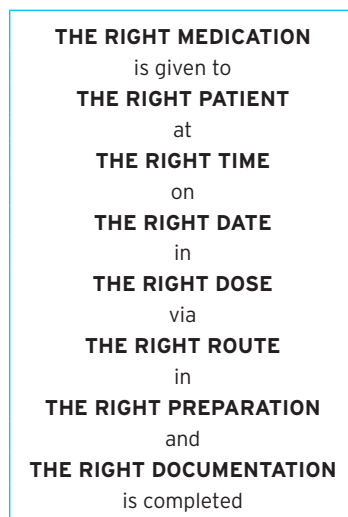 THE RIGHT MEDICATION
is given to
THE RIGHT PATIENT
at
THE RIGHT TIME
on
THE RIGHT DATE
in
THE RIGHT DOSE
via
THE RIGHT ROUTE
in
THE RIGHT PREPARATION
and
THE RIGHT DOCUMENTATION
is completed